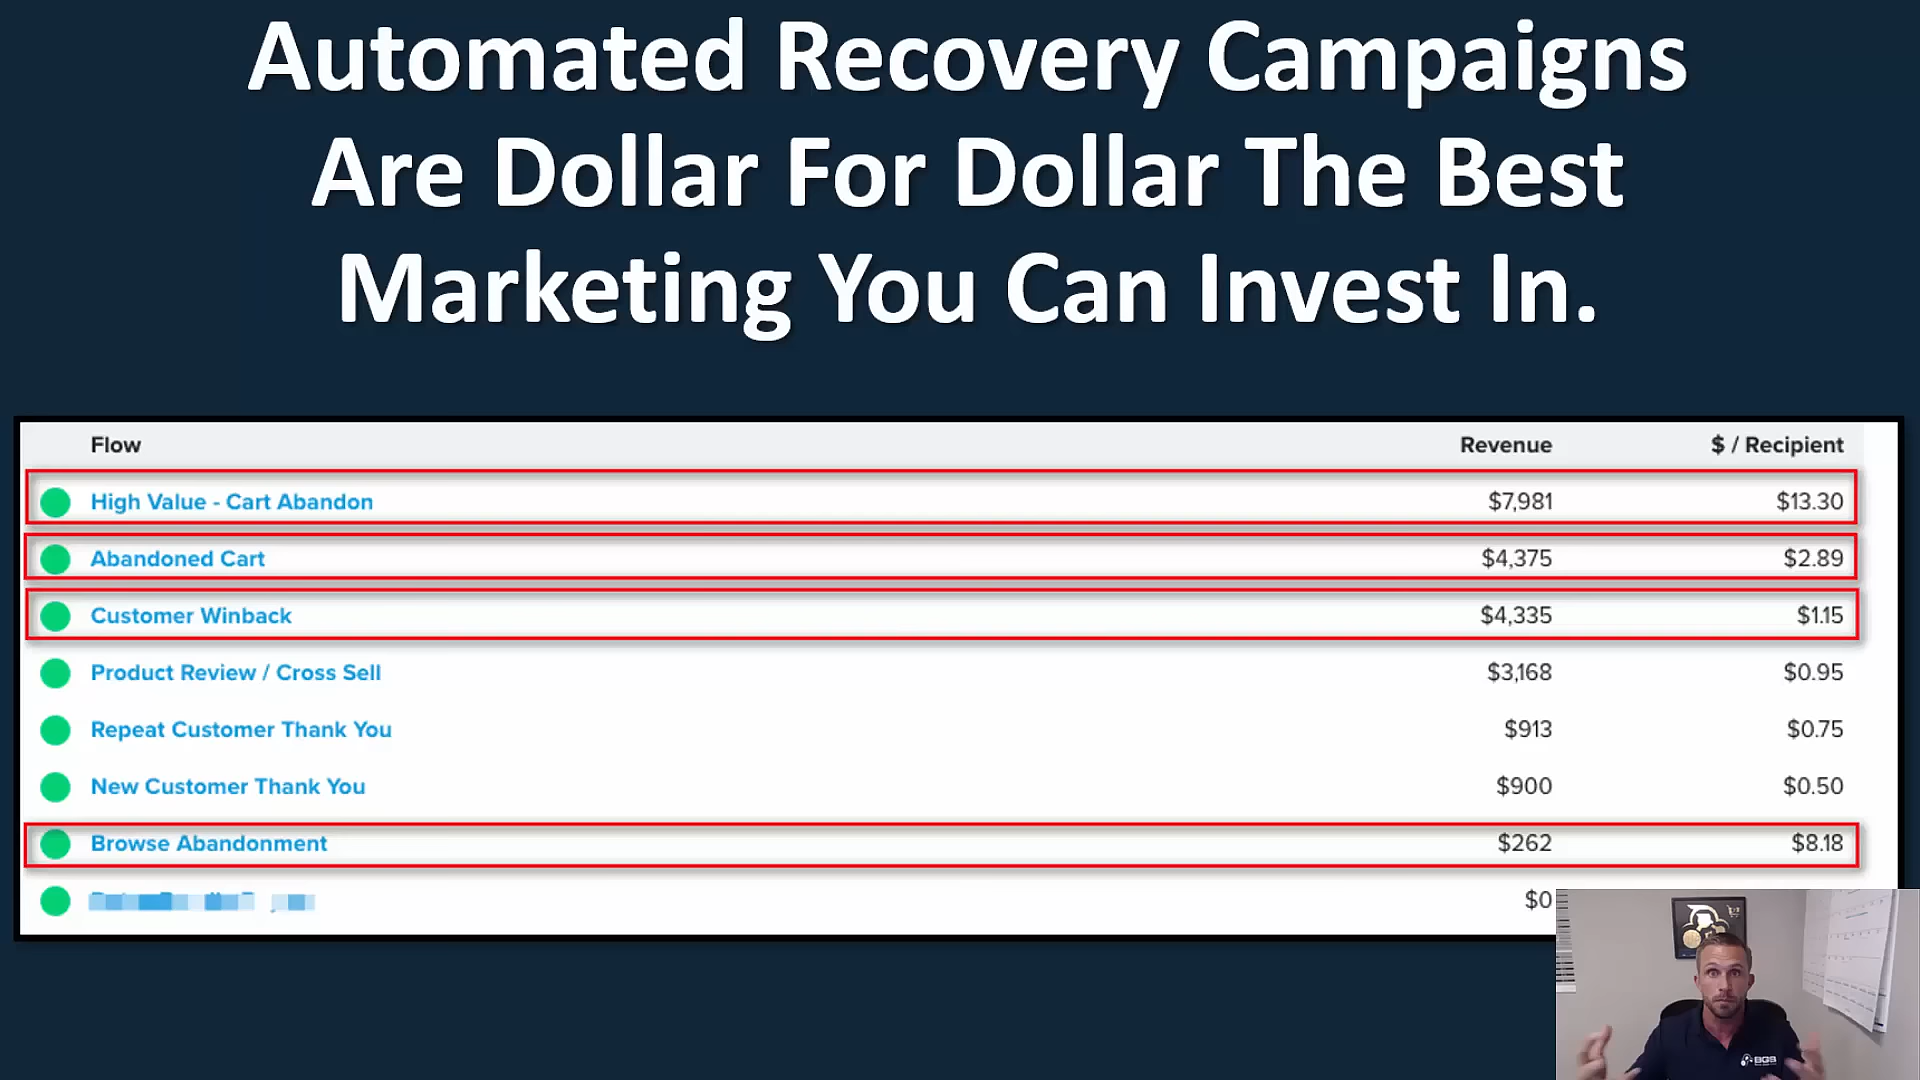 Automated Recovery Campaigns
Are Dollar For Dollar The Best
Marketing You Can Invest In.
Flow Revenue $ / Recipient
High Value - Cart Abandon $7,981 $13.30
Abandoned Cart $4,375 $2.89
Customer Winback $4,335 $1.15
Product Review / Cross Sell $3,168 $0.95
Repeat Customer Thank You $913 $0.75
New Customer Thank You $900 $0.50
Browse Abandonment $262 $8.18
$0
BGS